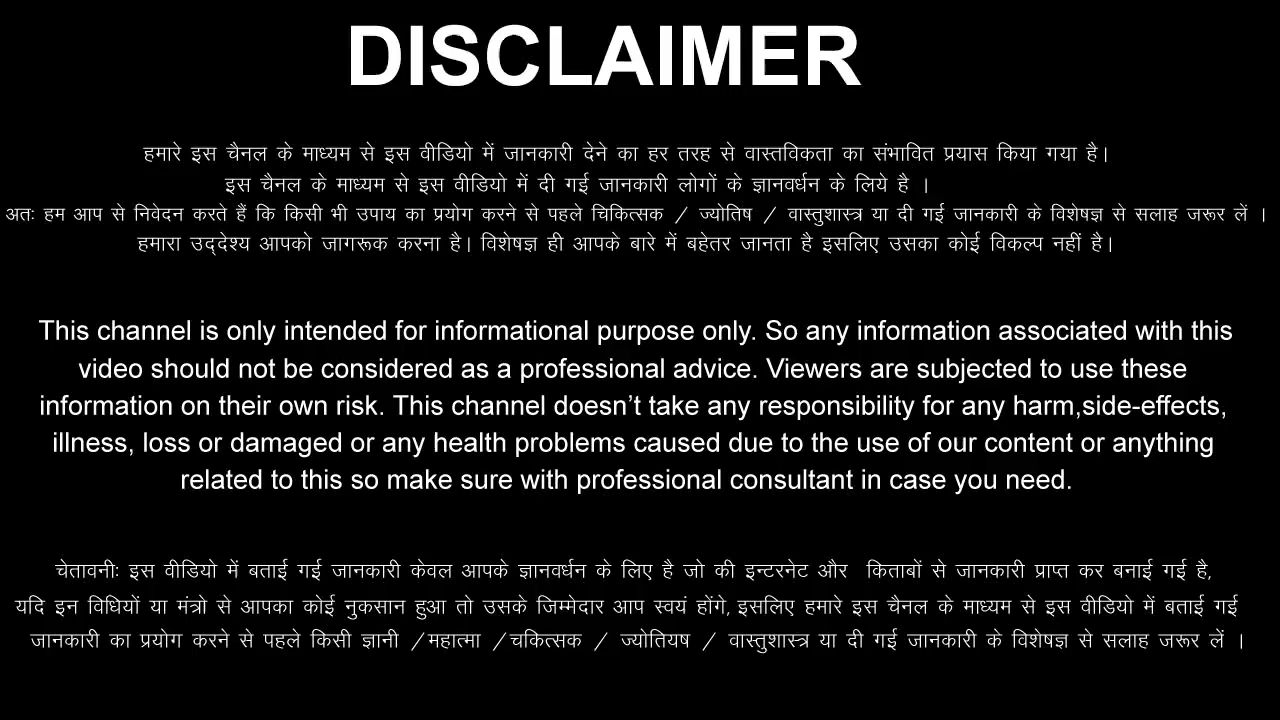 DISCLAIMER
हमारे इस चैनल के माध्यम से इस वीडियो में जानकारी देने का हर तरह से वास्तविकता का संभावित प्रयास किया गया है।
इस चैनल के माध्यम से इस वीडियो में दी गई जानकारी लोगों के ज्ञानवर्धन के लिये है ।
अतः हम आप से निवेदन करते हैं कि किसी भी उपाय का प्रयोग करने से पहले चिकित्सक / ज्योतिष / वास्तुशास्त्र या दी गई जानकारी के विशेषज्ञ से सलाह जरूर लें ।
हमारा उद्देश्य आपको जागरूक करना है। विशेषज्ञ ही आपके बारे में बहेतर जानता है इसलिए उसका कोई विकल्प नहीं है।
This channel is only intended for informational purpose only. So any information associated with this
video should not be considered as a professional advice. Viewers are subjected to use these
information on their own risk. This channel doesn’t take any responsibility for any harm,side-effects,
illness, loss or damaged or any health problems caused due to the use of our content or anything
related to this so make sure with professional consultant in case you need.
चेतावनीः इस वीडियो में बताई गई जानकारी केवल आपके ज्ञानवर्धन के लिए है जो की इन्टरनेट और किताबों से जानकारी प्राप्त कर बनाई गई है,
यदि इन विधियों या मंत्रो से आपका कोई नुकसान हुआ तो उसके जिम्मेदार आप स्वयं होंगे, इसलिए हमारे इस चैनल के माध्यम से इस वीडियो में बताई गई
जानकारी का प्रयोग करने से पहले किसी ज्ञानी /महात्मा /चकित्सक / ज्योतियष / वास्तुशास्त्र या दी गई जानकारी के विशेषज्ञ से सलाह जरूर लें ।